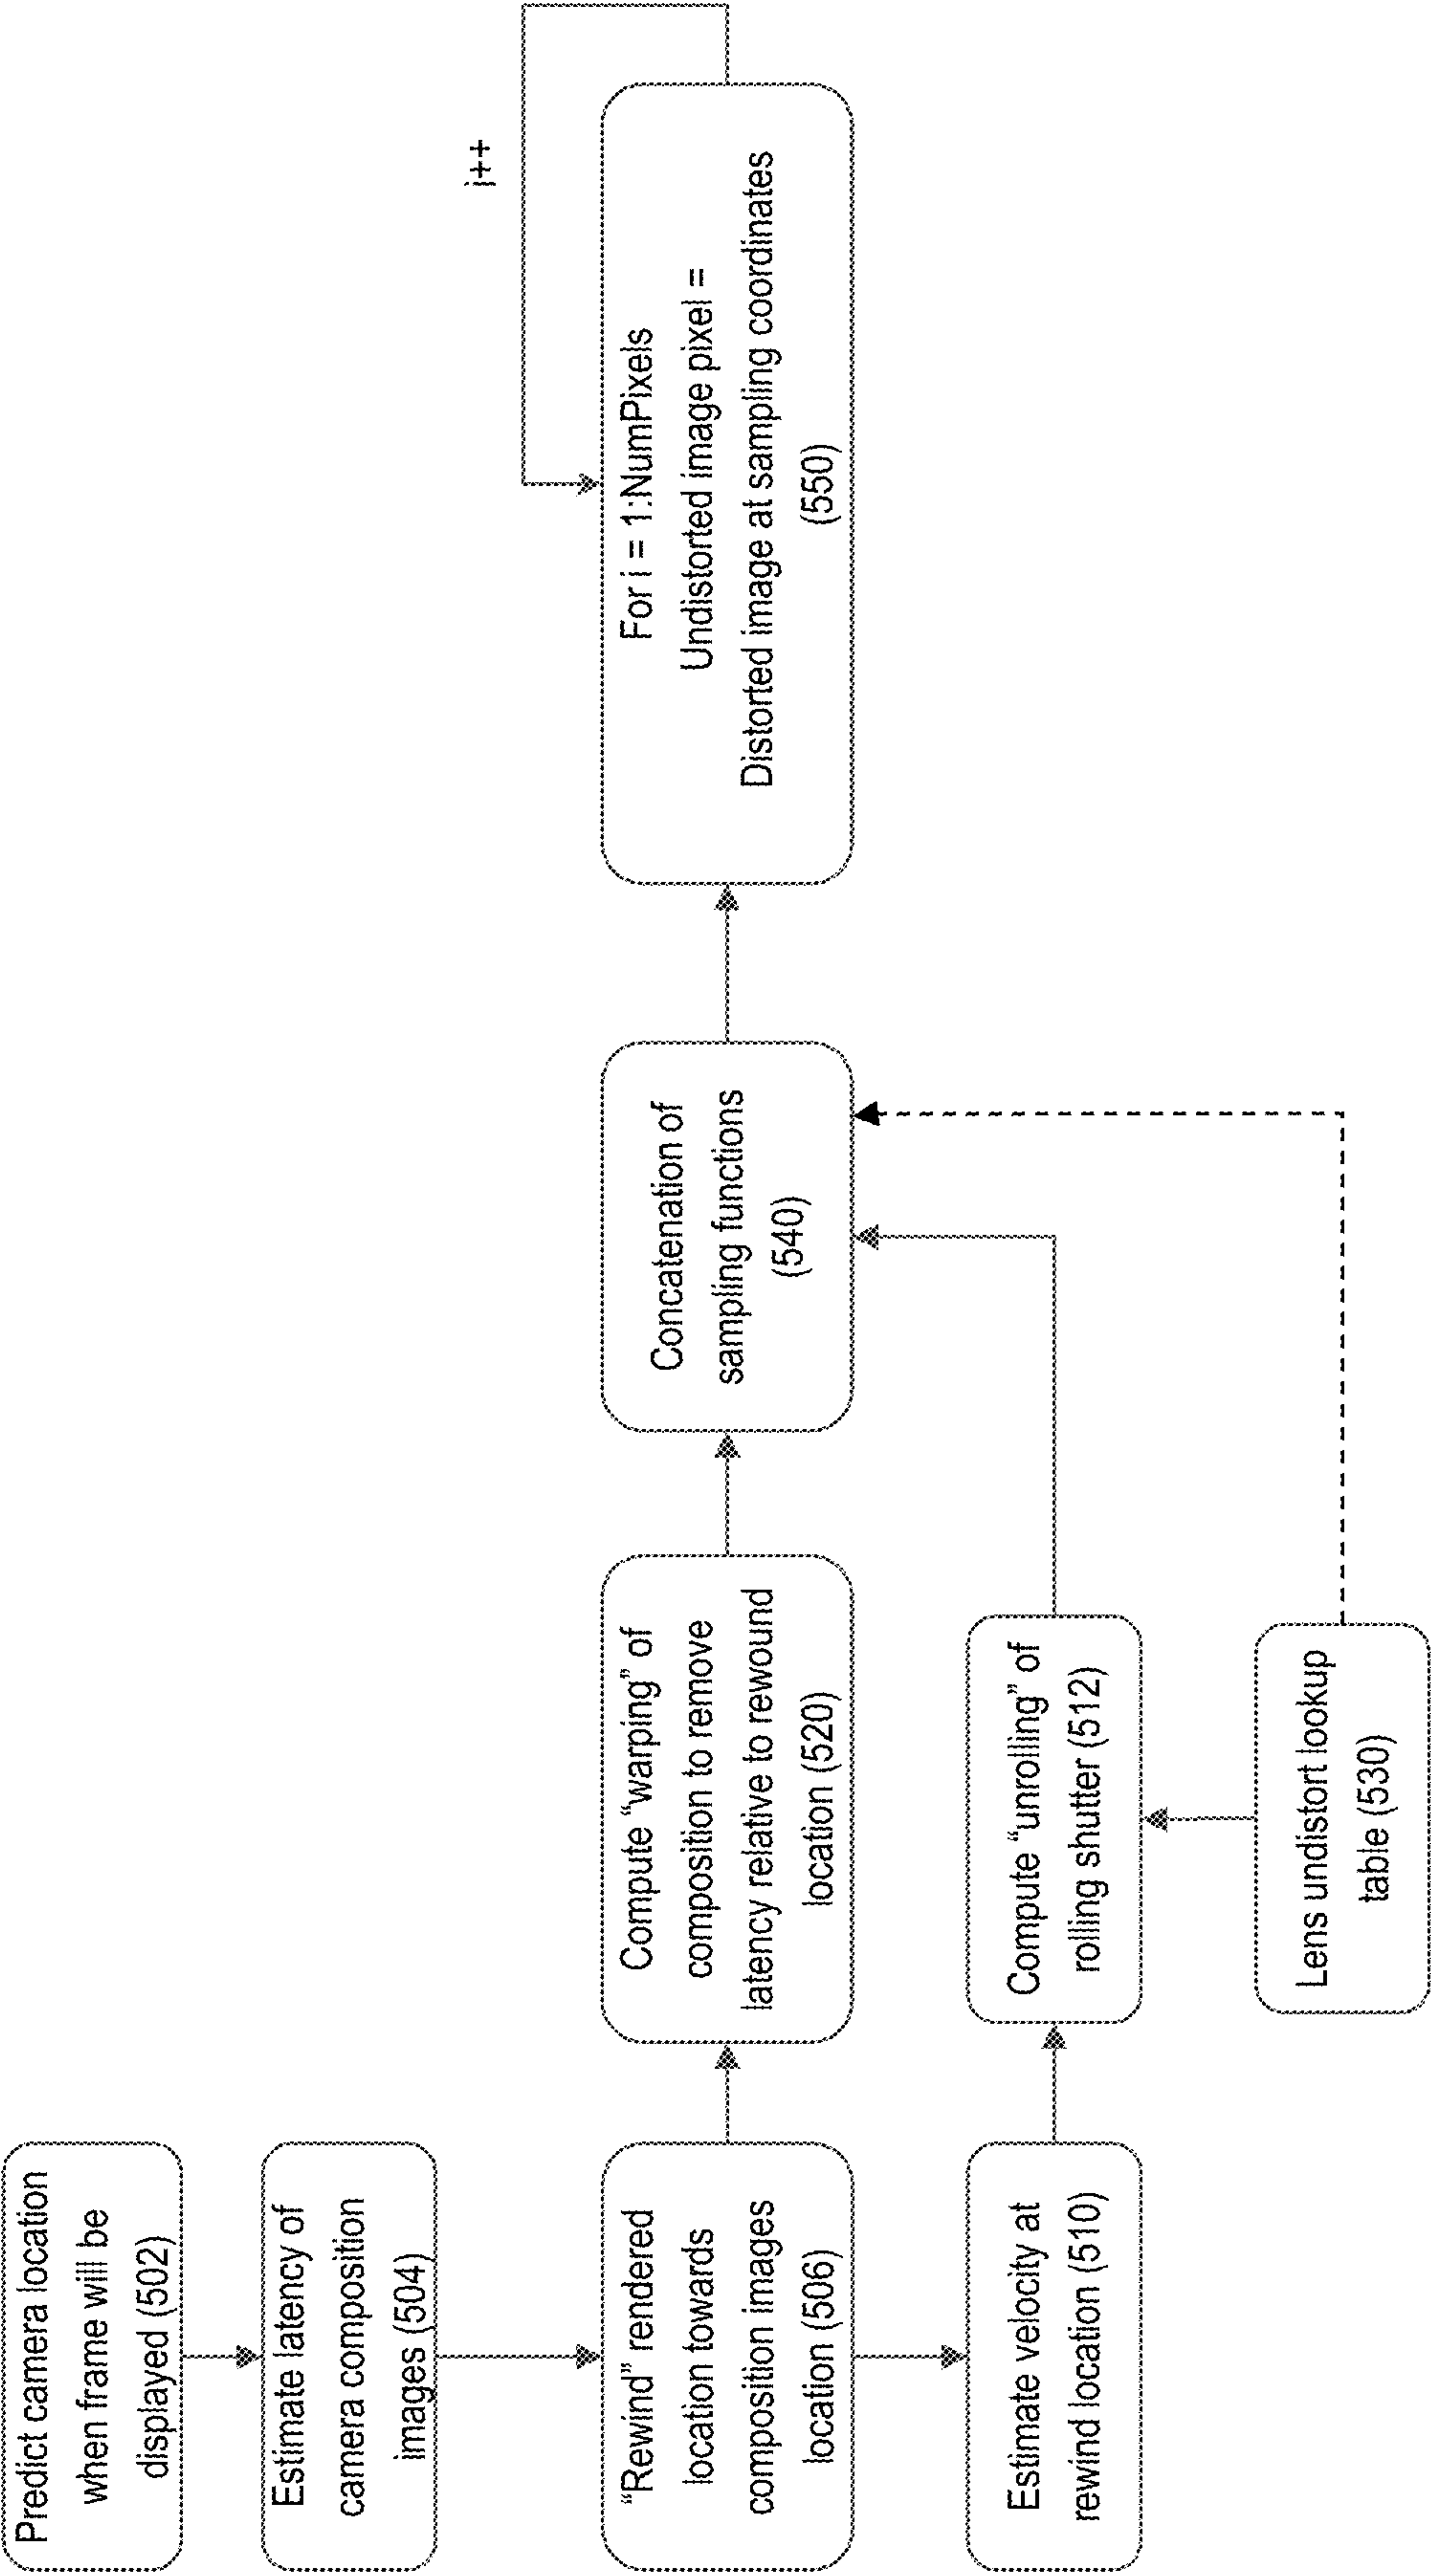 Predict camera location
when frame will be
displayed (502)
Estimate latency of
camera composition
images (504)
"Rewind" rendered
location towards
composition images
location (506)
Estimate velocity at
rewind location (510)
Compute "warping" of
composition to remove
latency relative to rewound
location (520)
Compute "unrolling" of
rolling shutter (512)
Lens undistort lookup
table (530)
Concatenation of
sampling functions
(540)
For i = 1:NumPixels
Undistorted image pixel =
Distorted image at sampling coordinates
(550)
i++